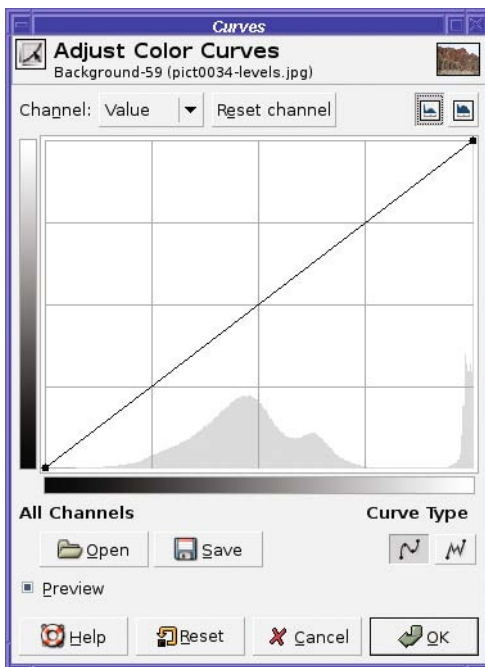 Curves
Adjust Color Curves
Background-59 (pict0034-levels.jpg)
Channel: Value Reset channel
All Channels Curve Type
Open Save
Preview
Help Reset Cancel OK